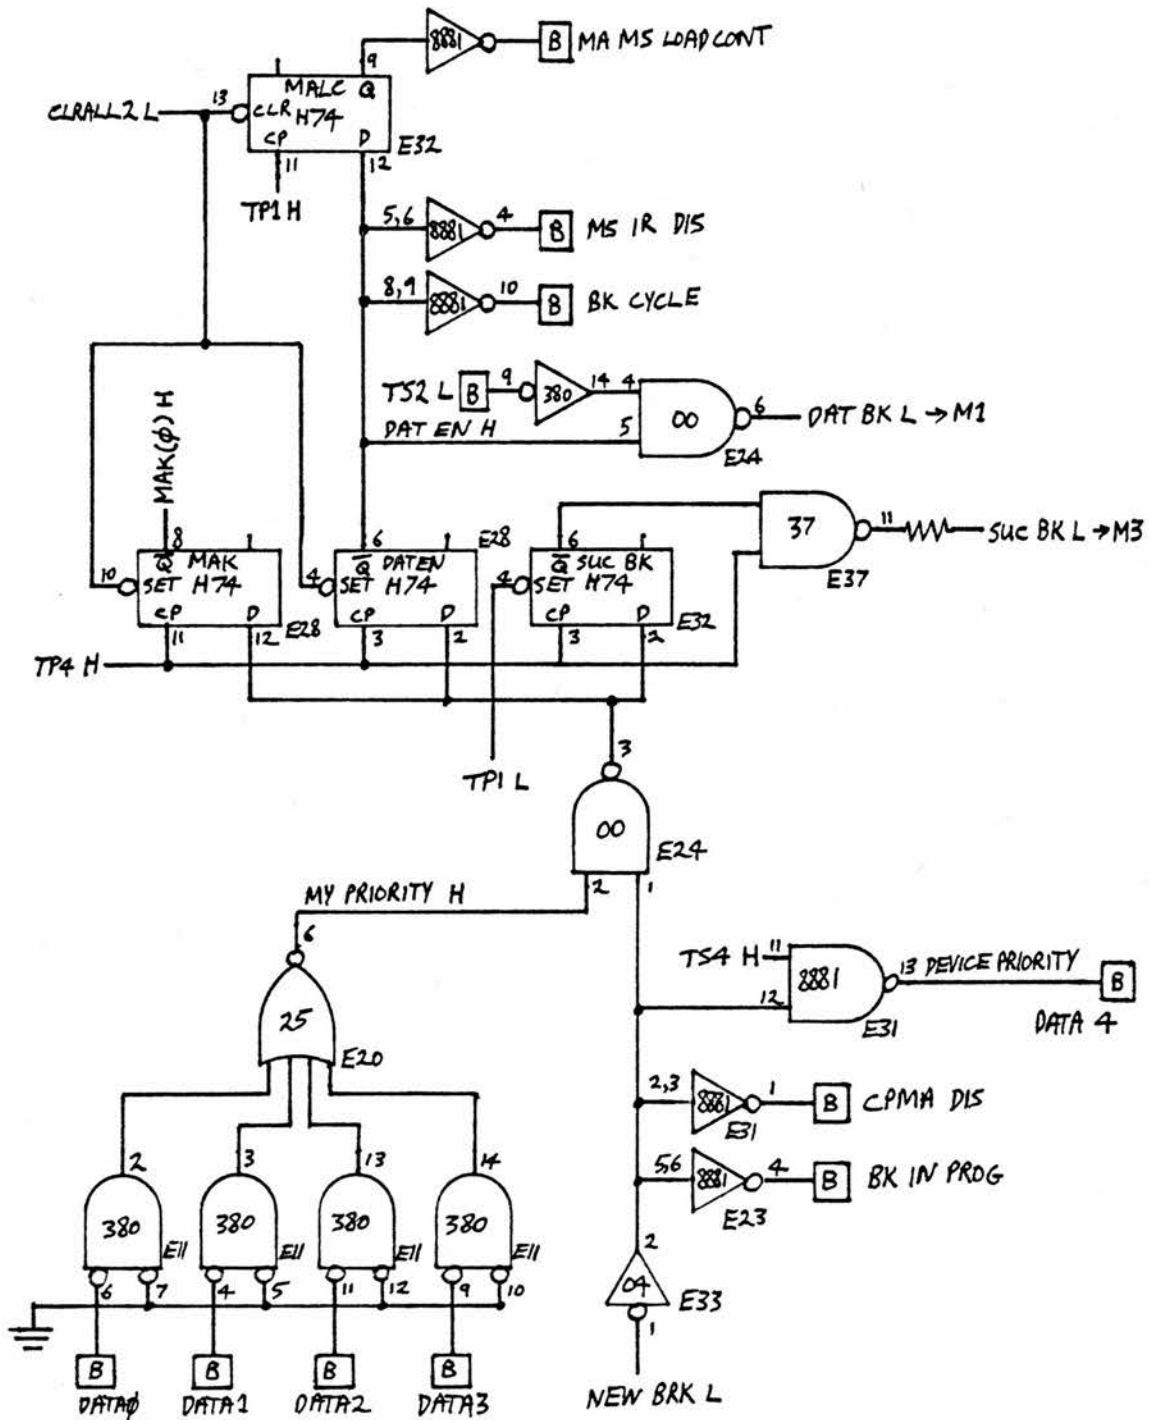 8881 B MA MS LOAD CONT
9
MALC Q
CLRALL2 L 13 CLR H74
CP D E32
11 12
TP1 H
5,6 8881 4 B MS IR DIS
8,9 8881 10 B BK CYCLE
TS2 L B 9 380 14 4
DAT EN H 5 00 6 DAT BK L → M1
E24
MAK(ϕ) H
8 6 E28 6 37 11 SUC BK L → M3
E37
Q̅ MAK Q̅ DATEN Q̅ SUC BK
10 SET H74 4 SET H74 4 SET H74
CP D E28 CP D CP D E32
11 12 3 2 3 2
TP4 H
TP1 L
3
00 E24
2 1
MY PRIORITY H
6
25 E20
TS4 H 11 8881 13 DEVICE PRIORITY B
12 E31 DATA 4
2,3 8881 1 B CPMA DIS
E31
5,6 8881 4 B BK IN PROG
E23
2 3 13 14
380 E11 380 E11 380 E11 380 E11
6 7 4 5 11 12 9 10
2
04 E33
1
B B B B
DATAϕ DATA1 DATA2 DATA3
NEW BRK L